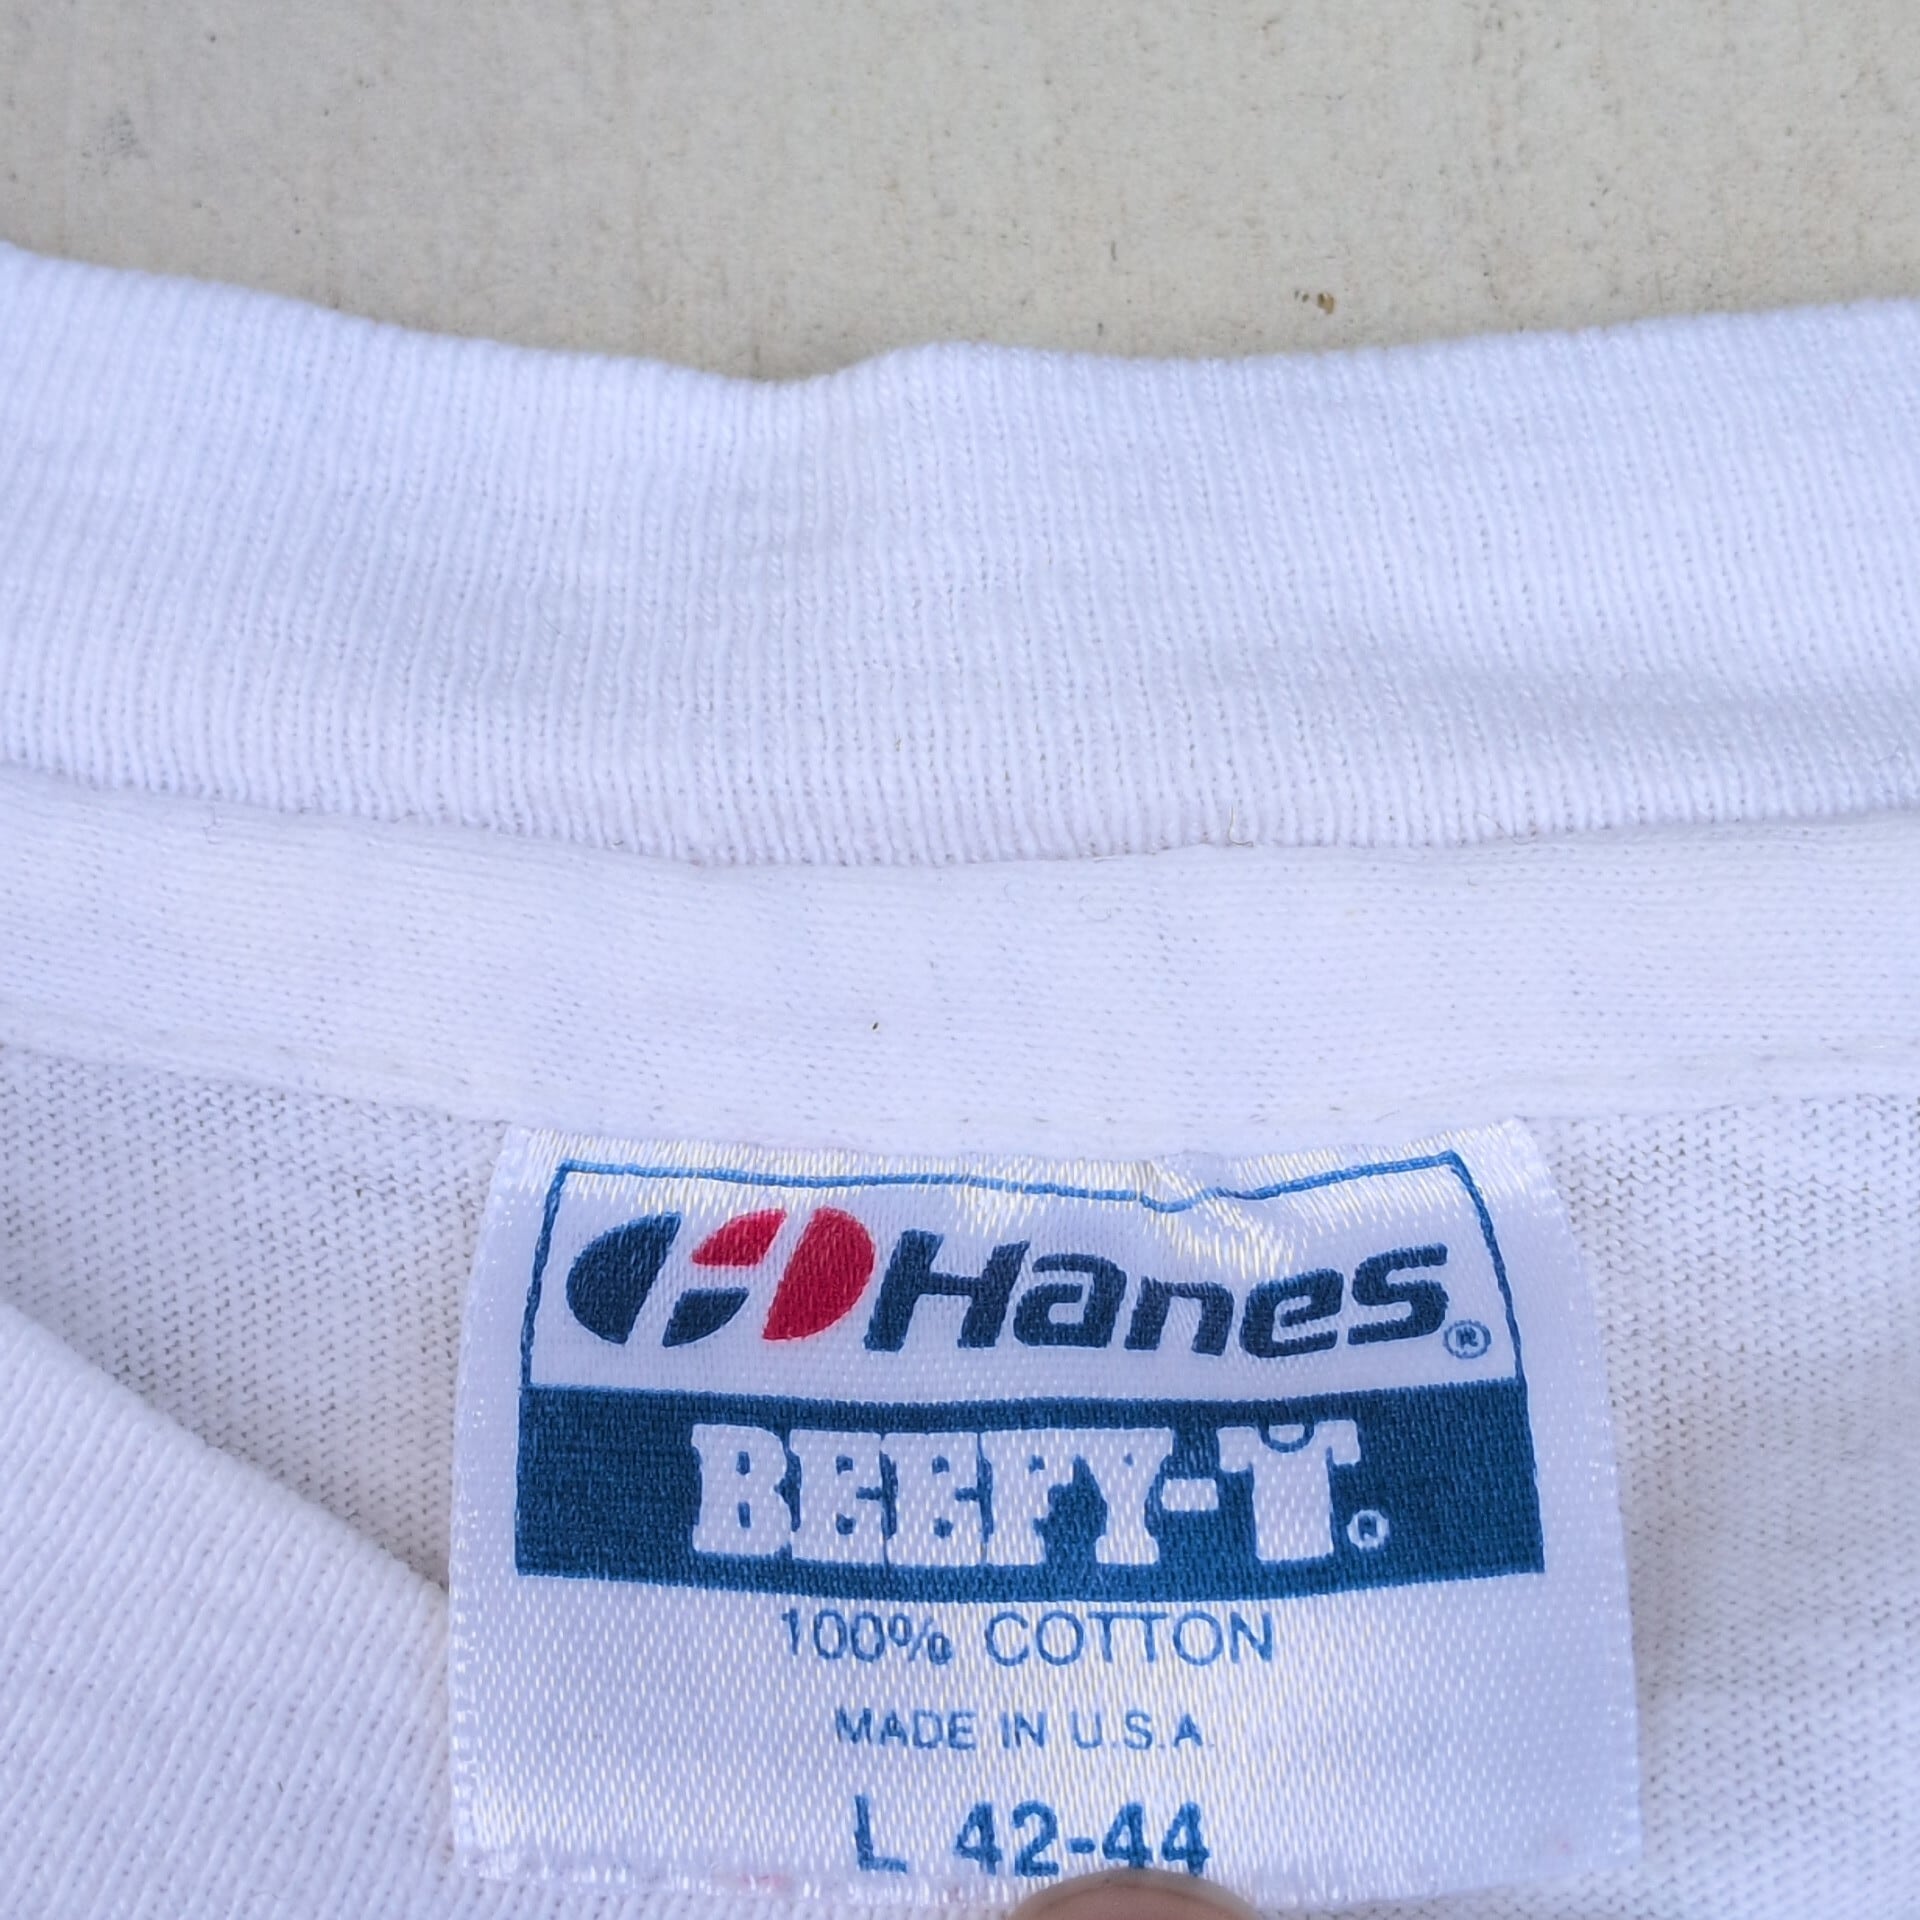 Hanes®
BEEFY-T®
100% COTTON
MADE IN U.S.A.
L 42-44